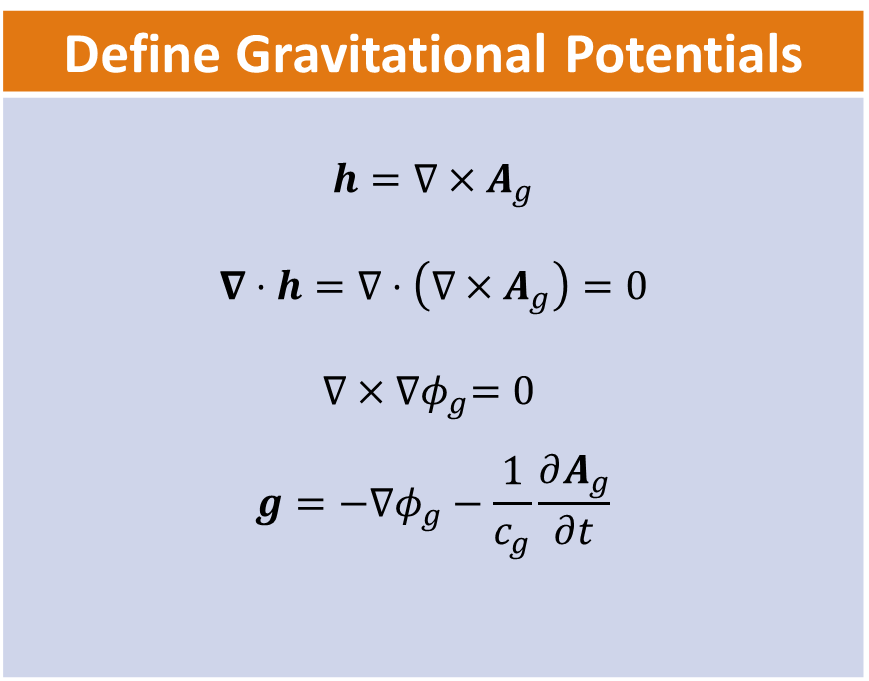 Define Gravitational Potentials
𝒉 = ∇ × 𝑨_g
𝛁 · 𝒉 = ∇ · (∇ × 𝑨_g) = 0
∇ × ∇𝜙_g = 0
𝒈 = −∇𝜙_g − (1/c_g)(∂𝑨_g/∂t)